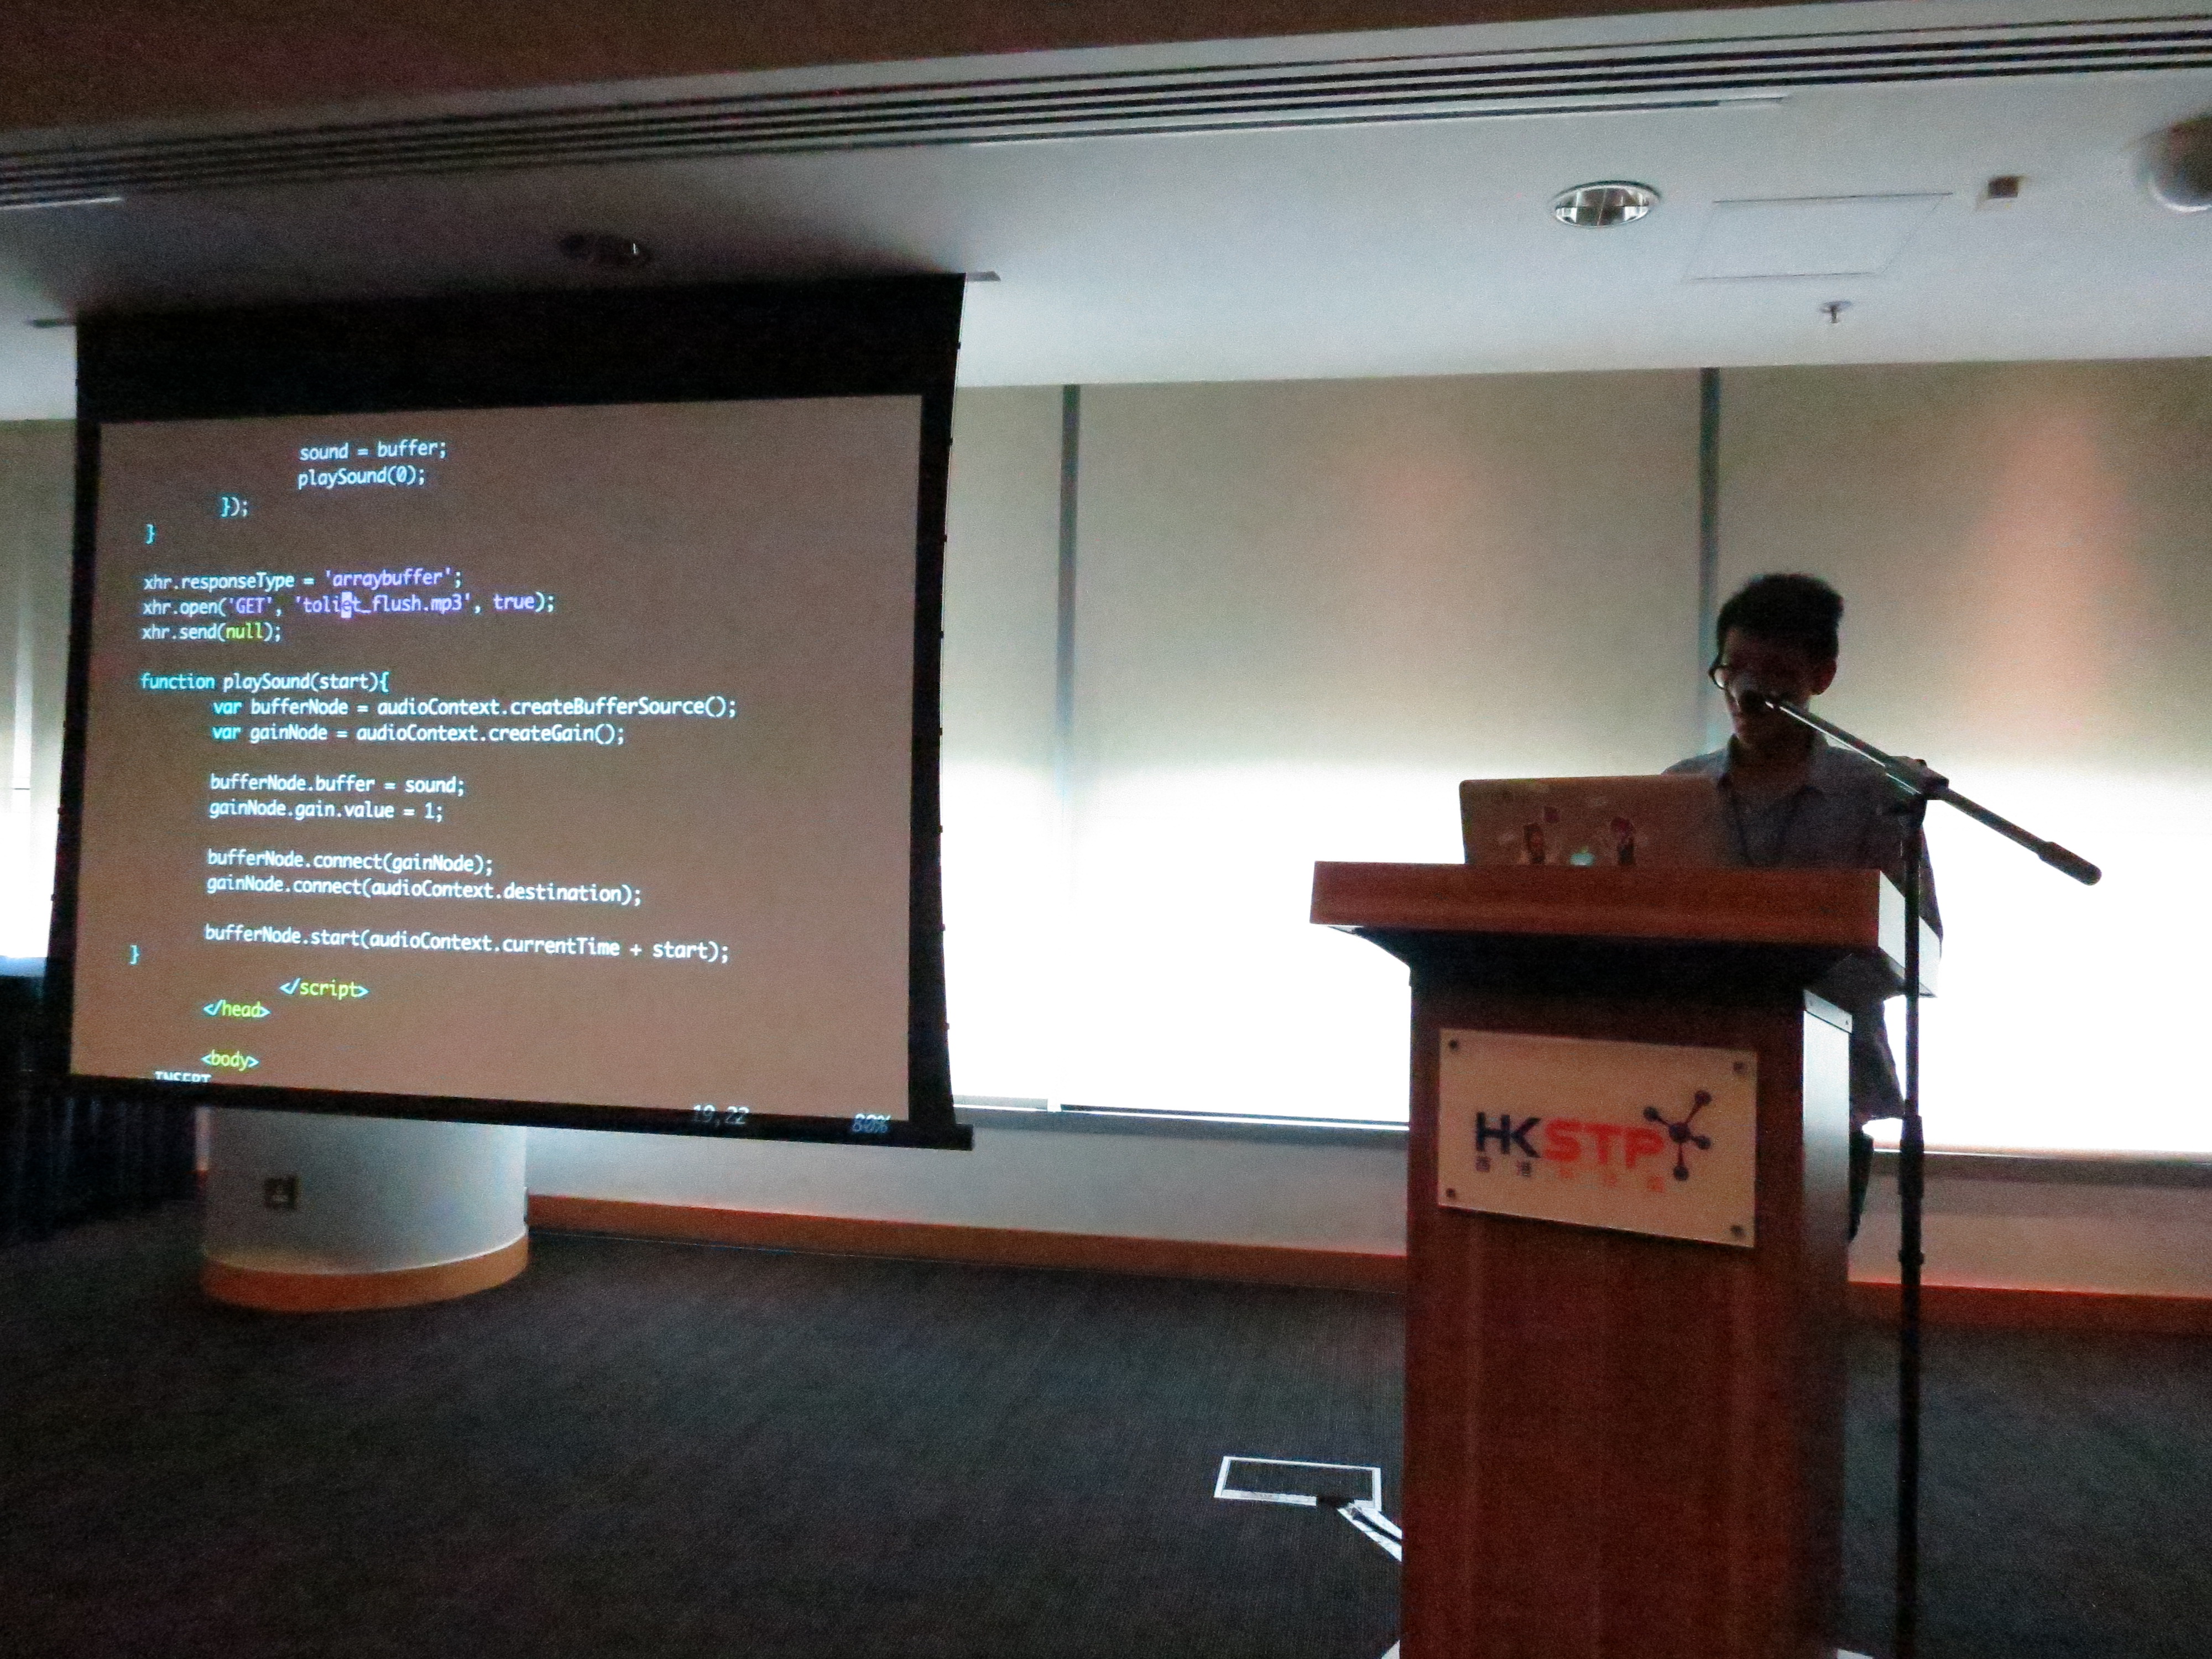 sound = buffer;
playSound(0);
});
}
xhr.responseType = 'arraybuffer';
xhr.open('GET', 'toliet_flush.mp3', true);
xhr.send(null);
function playSound(start){
var bufferNode = audioContext.createBufferSource();
var gainNode = audioContext.createGain();
bufferNode.buffer = sound;
gainNode.gain.value = 1;
bufferNode.connect(gainNode);
gainNode.connect(audioContext.destination);
bufferNode.start(audioContext.currentTime + start);
}
</script>
</head>
<body>
INSERT
19,22 80%
HKSTP
香港